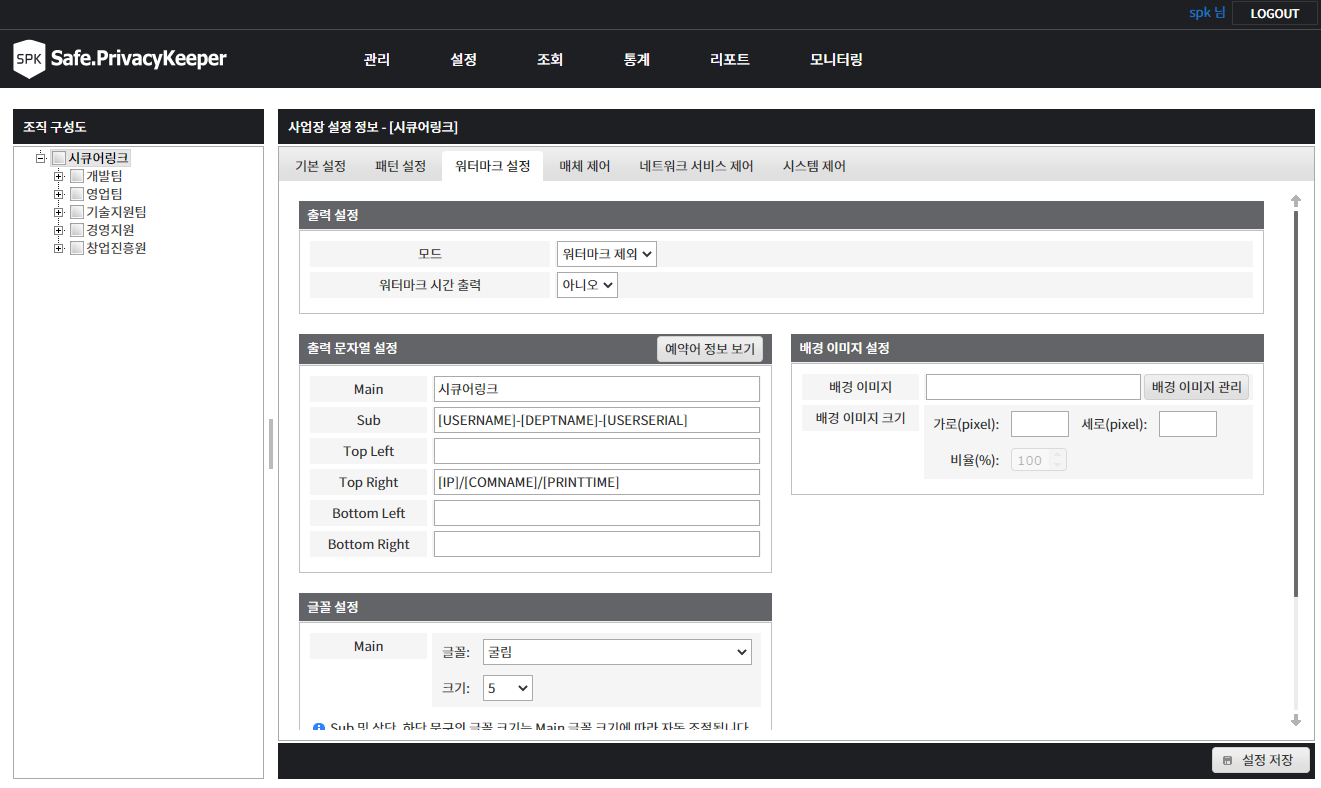 spk 님 LOGOUT
SPK Safe.PrivacyKeeper 관리 설정 조회 통계 리포트 모니터링
조직 구성도
시큐어링크
개발팀
영업팀
기술지원팀
경영지원
창업진흥원
사업장 설정 정보 - [시큐어링크]
기본 설정 패턴 설정 워터마크 설정 매체 제어 네트워크 서비스 제어 시스템 제어
출력 설정
모드 워터마크 제외
워터마크 시간 출력 아니오
출력 문자열 설정 예약어 정보 보기
Main 시큐어링크
Sub [USERNAME]-[DEPTNAME]-[USERSERIAL]
Top Left
Top Right [IP]/[COMNAME]/[PRINTTIME]
Bottom Left
Bottom Right
배경 이미지 설정
배경 이미지 배경 이미지 관리
배경 이미지 크기 가로(pixel): 세로(pixel):
비율(%): 100
글꼴 설정
Main 글꼴: 굴림
크기: 5
Sub 및 상단, 하단 문구의 글꼴 크기는 Main 글꼴 크기에 따라 자동 조절됩니다
설정 저장